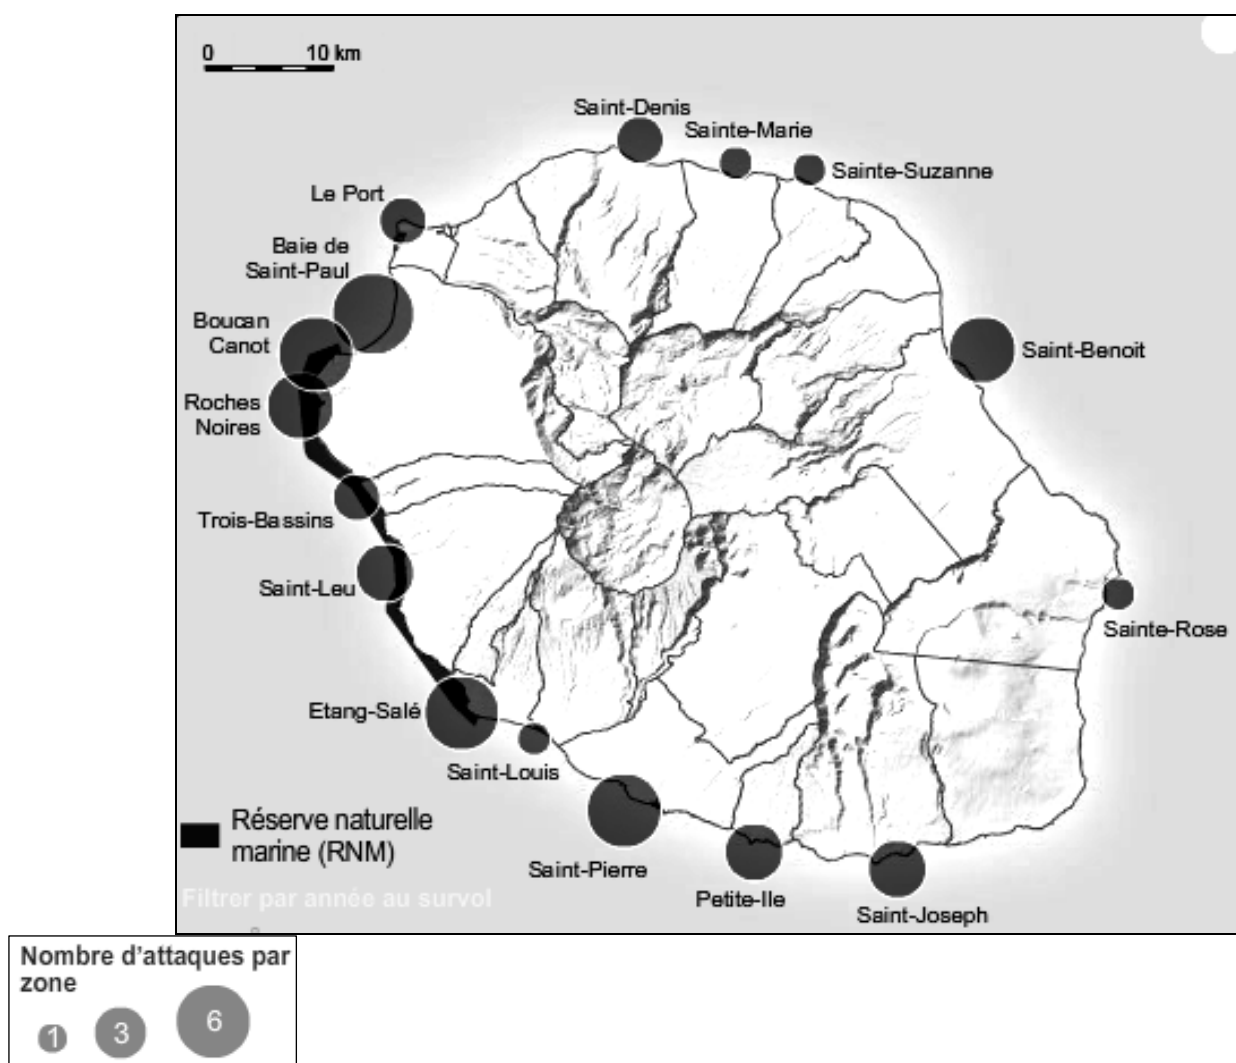 0 10 km
Saint-Denis
Sainte-Marie
Sainte-Suzanne
Le Port
Baie de
Saint-Paul
Boucan
Canot
Saint-Benoit
Roches
Noires
Trois-Bassins
Saint-Leu
Sainte-Rose
Etang-Salé
Saint-Louis
Réserve naturelle
marine (RNM)
Saint-Pierre
Petite-Ile
Saint-Joseph
Filtrer par année au survol
Nombre d'attaques par
zone
1 3 6